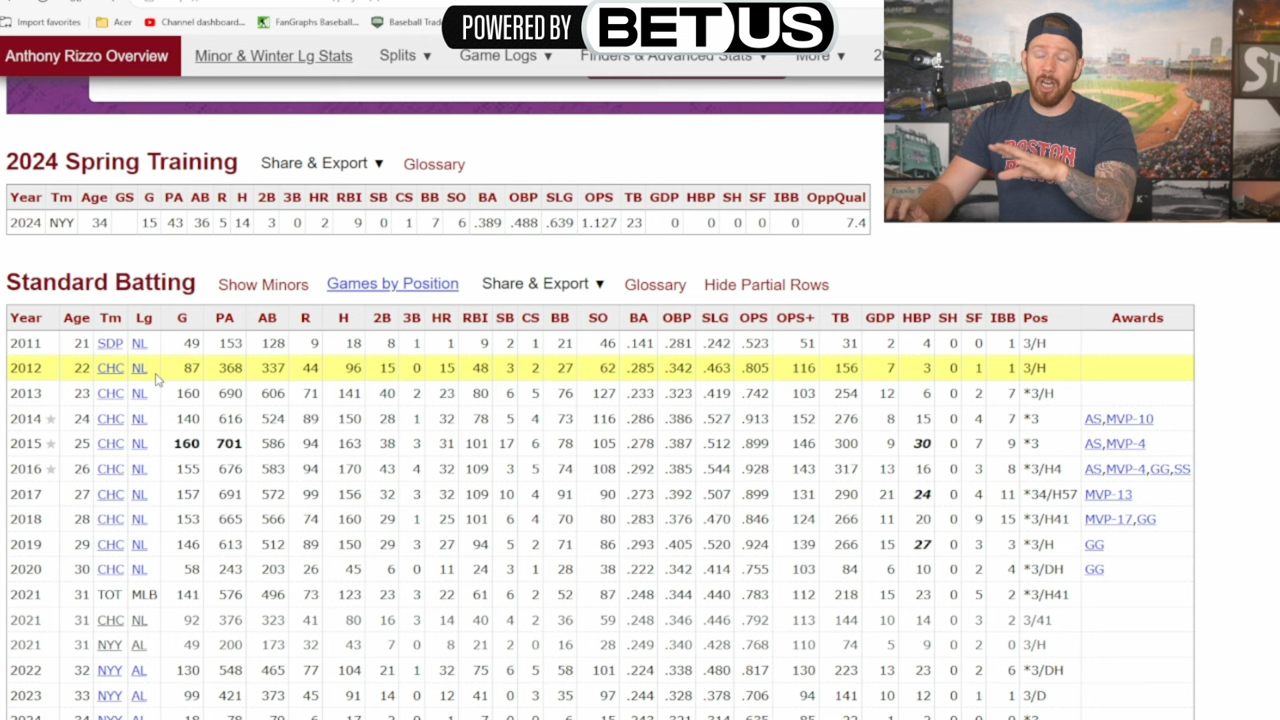 POWERED BY BETUS
Import favorites Acer Channel dashboard... FanGraphs Baseball... Baseball Trad
Anthony Rizzo Overview Minor & Winter Lg Stats Splits ▼ Game Logs ▼ Finders & Advanced Stats ▼ More ▼ 2
2024 Spring Training Share & Export ▼ Glossary
Year Tm Age GS G PA AB R H 2B 3B HR RBI SB CS BB SO BA OBP SLG OPS TB GDP HBP SH SF IBB OppQual
2024 NYY 34 15 43 36 5 14 3 0 2 9 0 1 7 6 .389 .488 .639 1.127 23 0 0 0 0 0 7.4
Standard Batting Show Minors Games by Position Share & Export ▼ Glossary Hide Partial Rows
Year Age Tm Lg G PA AB R H 2B 3B HR RBI SB CS BB SO BA OBP SLG OPS OPS+ TB GDP HBP SH SF IBB Pos Awards
2011 21 SDP NL 49 153 128 9 18 8 1 1 9 2 1 21 46 .141 .281 .242 .523 51 31 2 4 0 0 1 3/H
2012 22 CHC NL 87 368 337 44 96 15 0 15 48 3 2 27 62 .285 .342 .463 .805 116 156 7 3 0 1 1 3/H
2013 23 CHC NL 160 690 606 71 141 40 2 23 80 6 5 76 127 .233 .323 .419 .742 103 254 12 6 0 2 7 *3/H
2014 ★ 24 CHC NL 140 616 524 89 150 28 1 32 78 5 4 73 116 .286 .386 .527 .913 152 276 8 15 0 4 7 *3 AS,MVP-10
2015 ★ 25 CHC NL 160 701 586 94 163 38 3 31 101 17 6 78 105 .278 .387 .512 .899 146 300 9 30 0 7 9 *3 AS,MVP-4
2016 ★ 26 CHC NL 155 676 583 94 170 43 4 32 109 3 5 74 108 .292 .385 .544 .928 143 317 13 16 0 3 8 *3/H4 AS,MVP-4,GG,SS
2017 27 CHC NL 157 691 572 99 156 32 3 32 109 10 4 91 90 .273 .392 .507 .899 131 290 21 24 0 4 11 *34/H57 MVP-13
2018 28 CHC NL 153 665 566 74 160 29 1 25 101 6 4 70 80 .283 .376 .470 .846 124 266 11 20 0 9 15 *3/H41 MVP-17,GG
2019 29 CHC NL 146 613 512 89 150 29 3 27 94 5 2 71 86 .293 .405 .520 .924 139 266 15 27 0 3 3 *3/H GG
2020 30 CHC NL 58 243 203 26 45 6 0 11 24 3 1 28 38 .222 .342 .414 .755 103 84 6 10 0 2 4 *3/DH GG
2021 31 TOT MLB 141 576 496 73 123 23 3 22 61 6 2 52 87 .248 .344 .440 .783 112 218 15 23 0 5 2 *3/H41
2021 31 CHC NL 92 376 323 41 80 16 3 14 40 4 2 36 59 .248 .346 .446 .792 113 144 10 14 0 3 2 3/41
2021 31 NYY AL 49 200 173 32 43 7 0 8 21 2 0 16 28 .249 .340 .428 .768 110 74 5 9 0 2 0 3/H
2022 32 NYY AL 130 548 465 77 104 21 1 32 75 6 5 58 101 .224 .338 .480 .817 130 223 13 23 0 2 6 *3/DH
2023 33 NYY AL 99 421 373 45 91 14 0 12 41 0 3 35 97 .244 .328 .378 .706 94 141 10 12 0 1 1 3/D
BOSTON